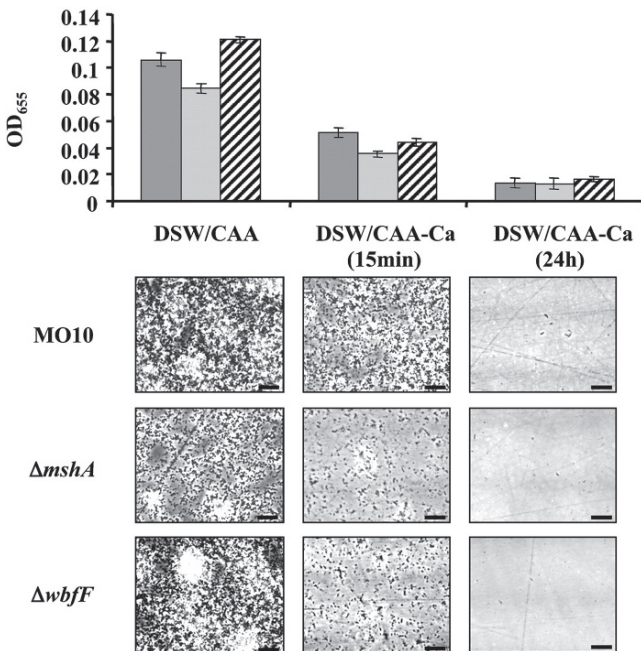 0.14
0.12
0.1
0.08
0.06
0.04
0.02
0
OD655
DSW/CAA DSW/CAA-Ca DSW/CAA-Ca
(15min) (24h)
MO10
ΔmshA
ΔwbfF